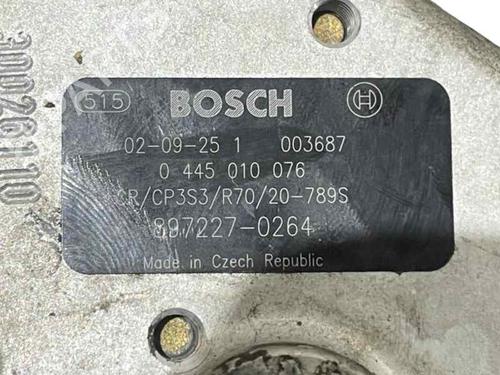 515 BOSCH
02-09-25 1 003687
0 445 010 076
CR/CP3S3/R70/20-789S
897227-0264
Made in Czech Republic